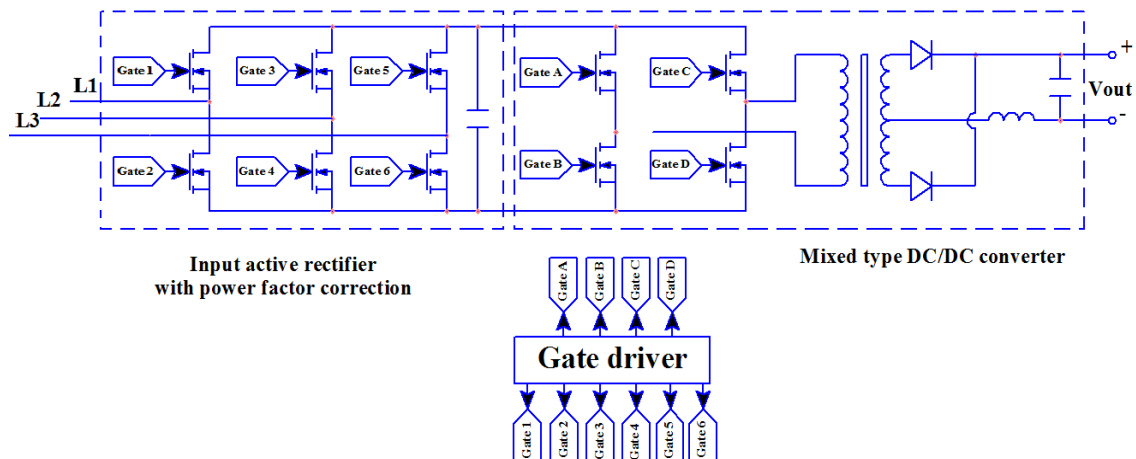 Gate 1
Gate 3
Gate 5
L1
L2
L3
Gate 2
Gate 4
Gate 6
Gate A
Gate C
Gate B
Gate D
+
Vout
-
Input active rectifier
with power factor correction
Mixed type DC/DC converter
Gate A
Gate B
Gate C
Gate D
Gate driver
Gate 1
Gate 2
Gate 3
Gate 4
Gate 5
Gate 6